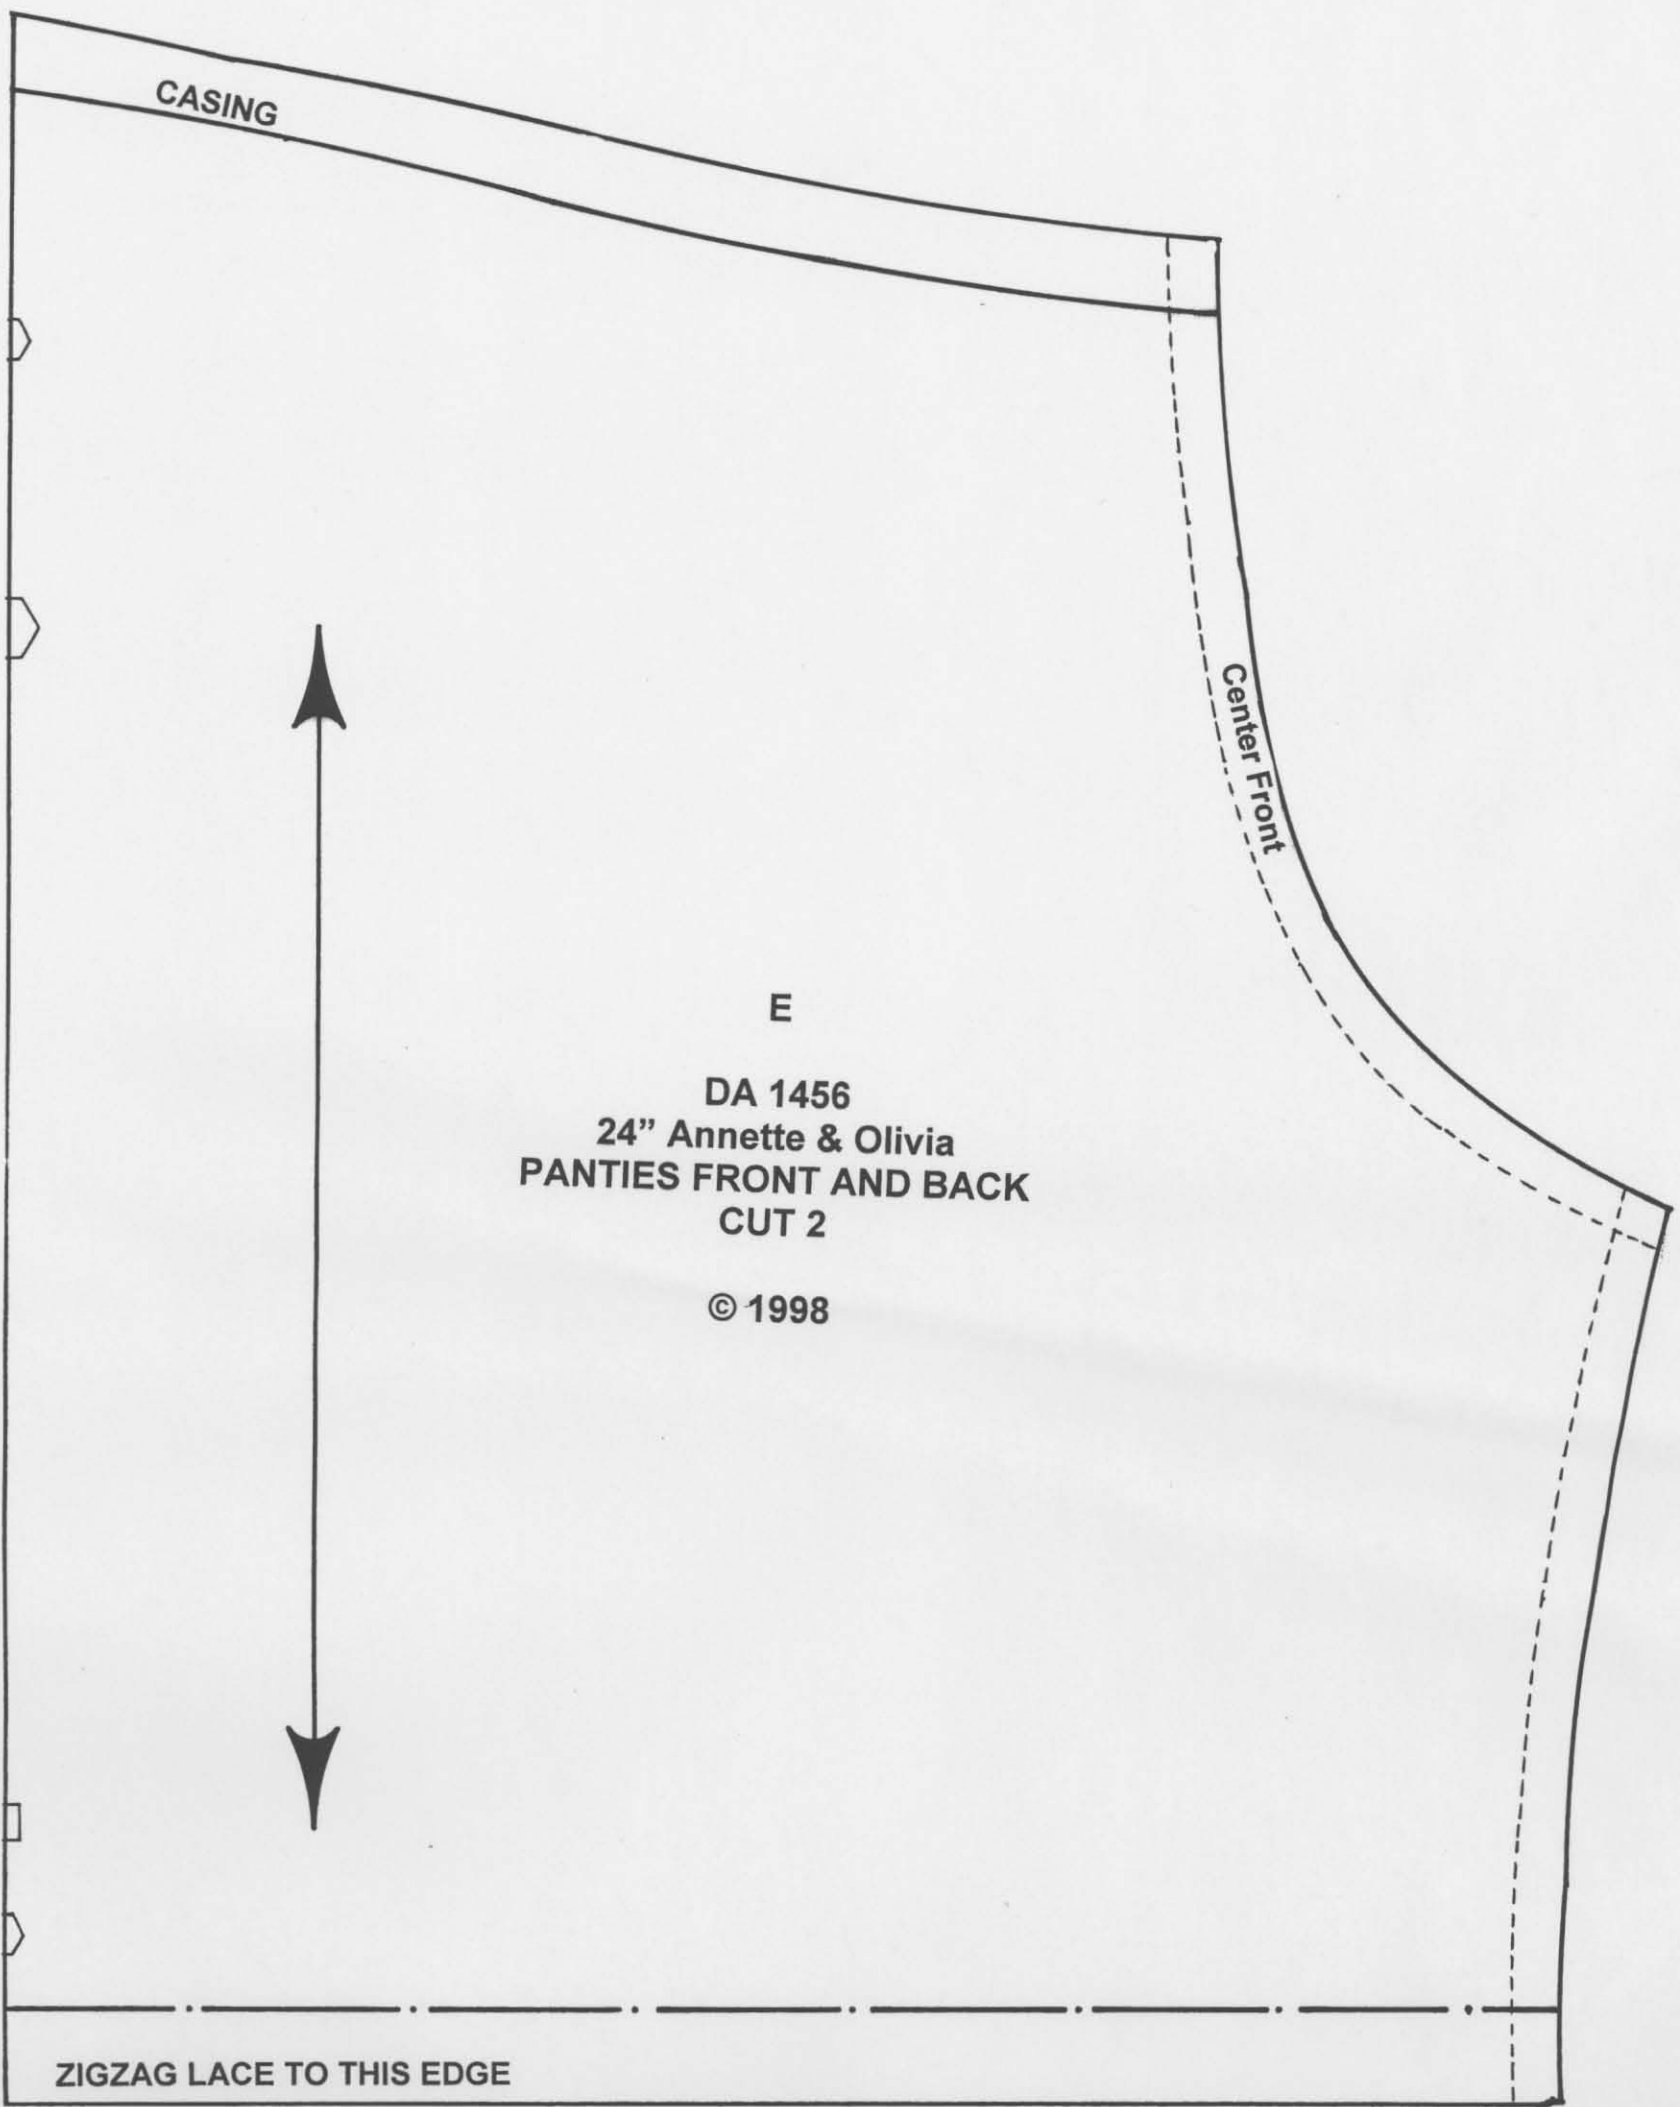 CASING
Center Front
E
DA 1456
24” Annette & Olivia
PANTIES FRONT AND BACK
CUT 2
© 1998
ZIGZAG LACE TO THIS EDGE